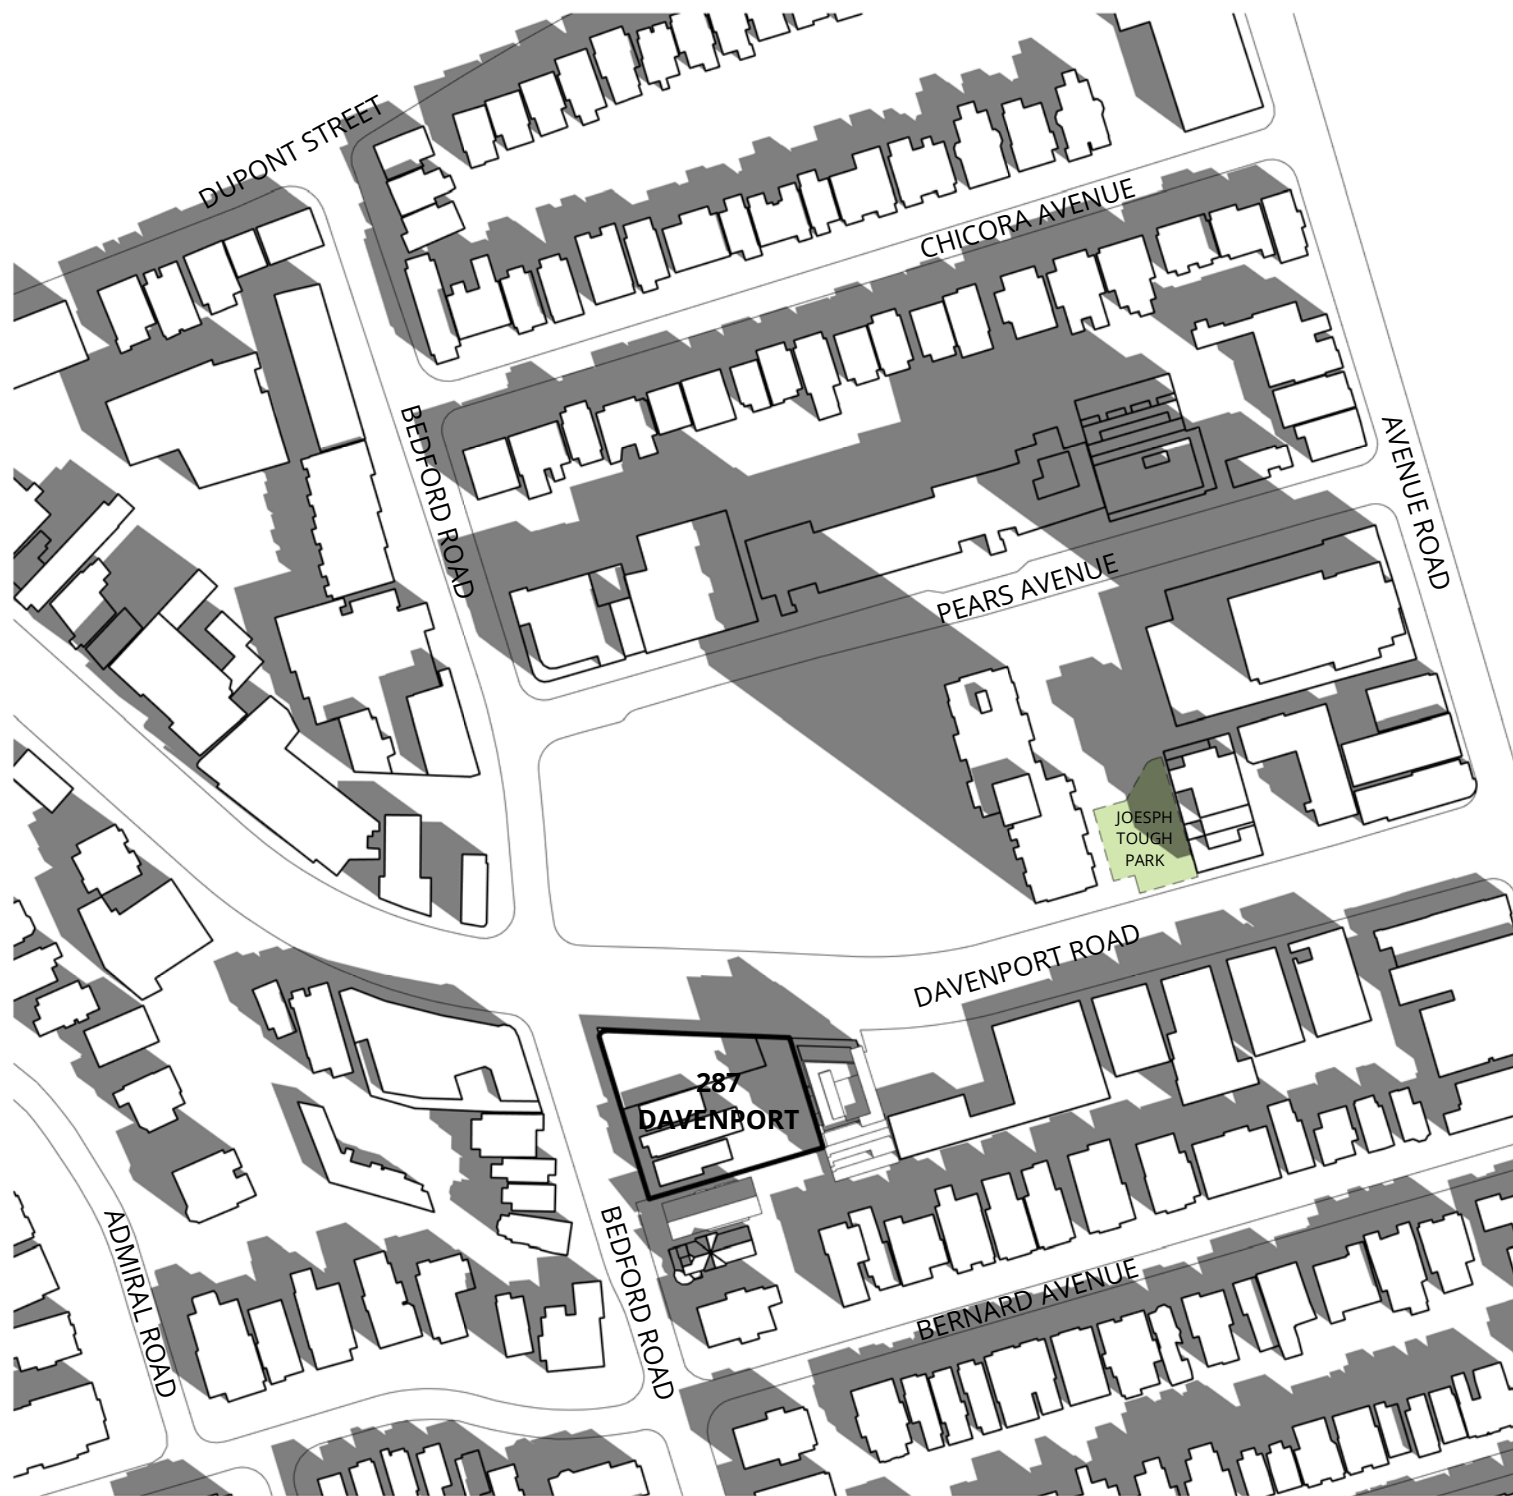 DUPONT STREET
CHICORA AVENUE
BEDFORD ROAD
AVENUE ROAD
PEARS AVENUE
JOESPH
TOUGH
PARK
DAVENPORT ROAD
287
DAVENPORT
ADMIRAL ROAD
BEDFORD ROAD
BERNARD AVENUE